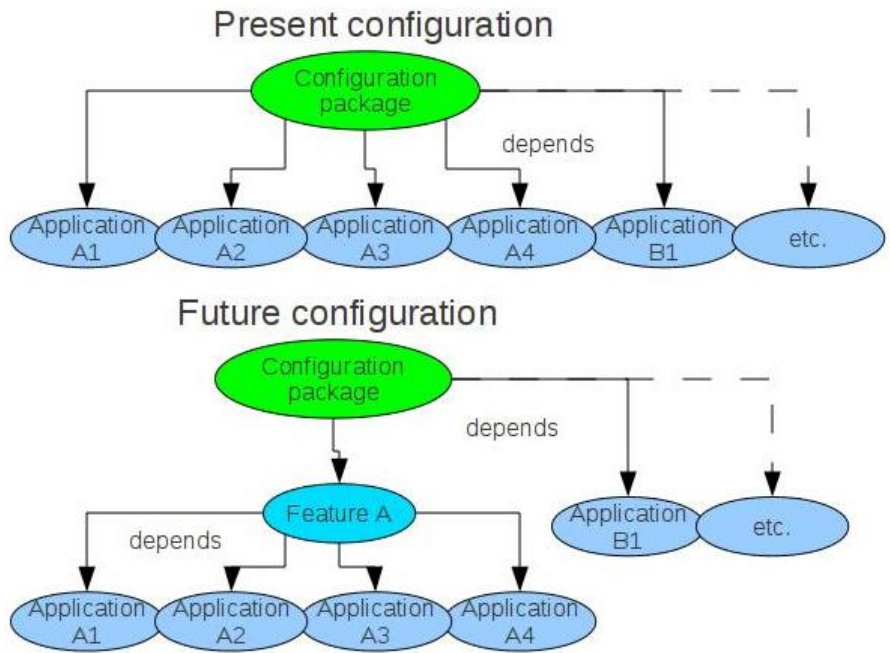 Present configuration
Configuration
package
depends
Application
A1
Application
A2
Application
A3
Application
A4
Application
B1
etc.
Future configuration
Configuration
package
depends
Feature A
depends
Application
B1
etc.
Application
A1
Application
A2
Application
A3
Application
A4